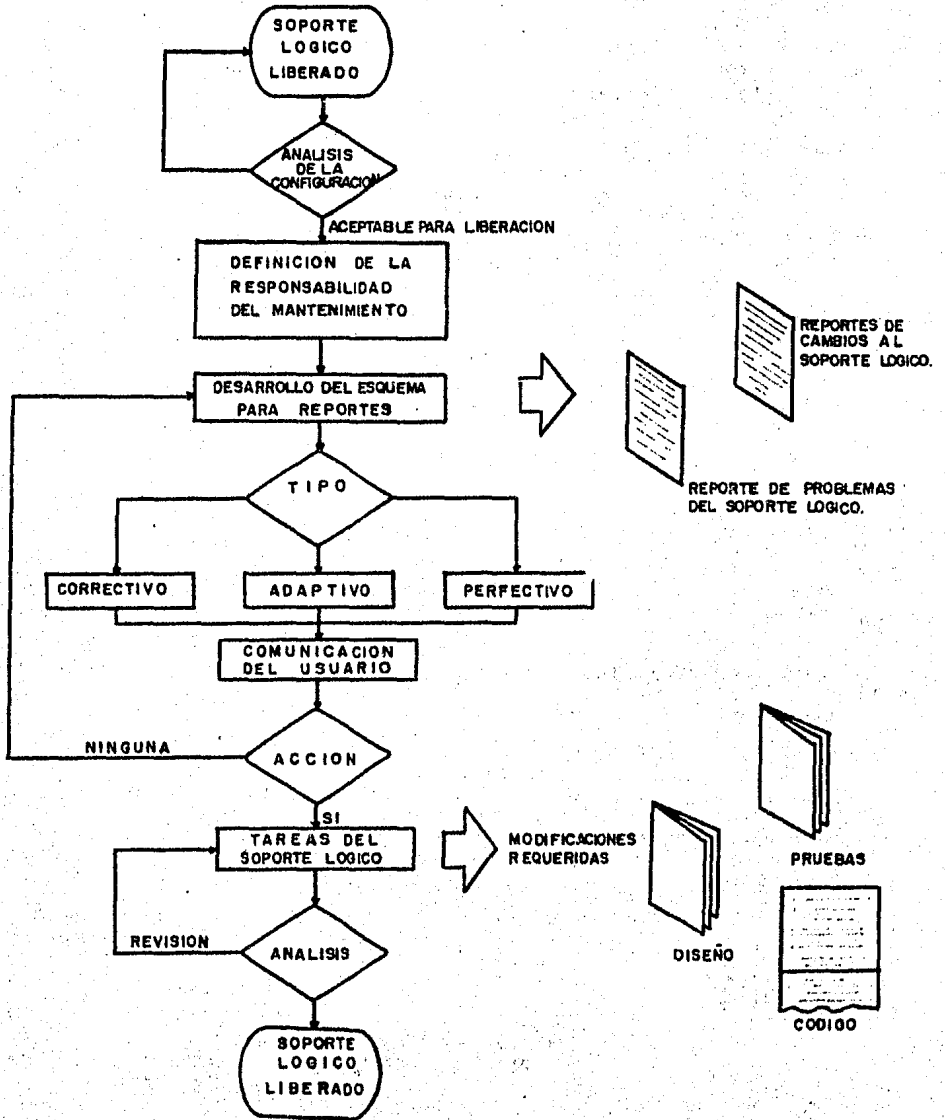 SOPORTE
LOGICO
LIBERADO
ANALISIS
DE LA
CONFIGURACION
ACEPTABLE PARA LIBERACION
DEFINICION DE LA
RESPONSABILIDAD
DEL MANTENIMIENTO
DESARROLLO DEL ESQUEMA
PARA REPORTES
REPORTES DE
CAMBIOS AL
SOPORTE LOGICO.
REPORTE DE PROBLEMAS
DEL SOPORTE LOGICO.
TIPO
CORRECTIVO
ADAPTIVO
PERFECTIVO
COMUNICACION
DEL USUARIO
NINGUNA
ACCION
SI
TAREAS DEL
SOPORTE LOGICO
MODIFICACIONES
REQUERIDAS
PRUEBAS
DISEÑO
CODIGO
REVISION
ANALISIS
SOPORTE
LOGICO
LIBERADO